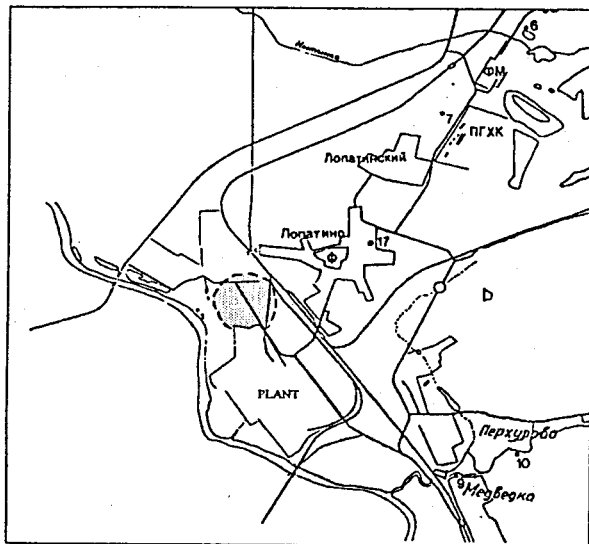 6
ФМ
7
ПГХК
Лопатинский
Лопатино
17
Ф
D
PLANT
Перхурово
10
9
Медведка